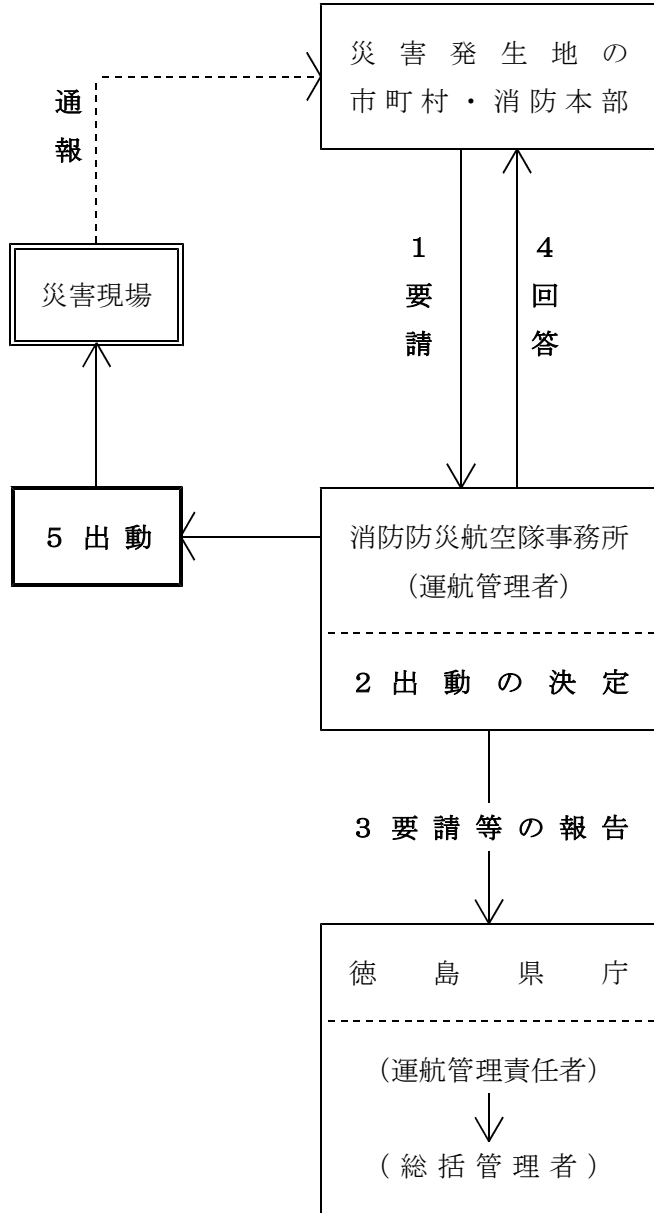 災害発生地の
市町村・消防本部
通報
災害現場
1要請
4回答
5出動
消防防災航空隊事務所
(運航管理者)
2出動の決定
3要請等の報告
徳島県庁
(運航管理責任者)
(総括管理者)